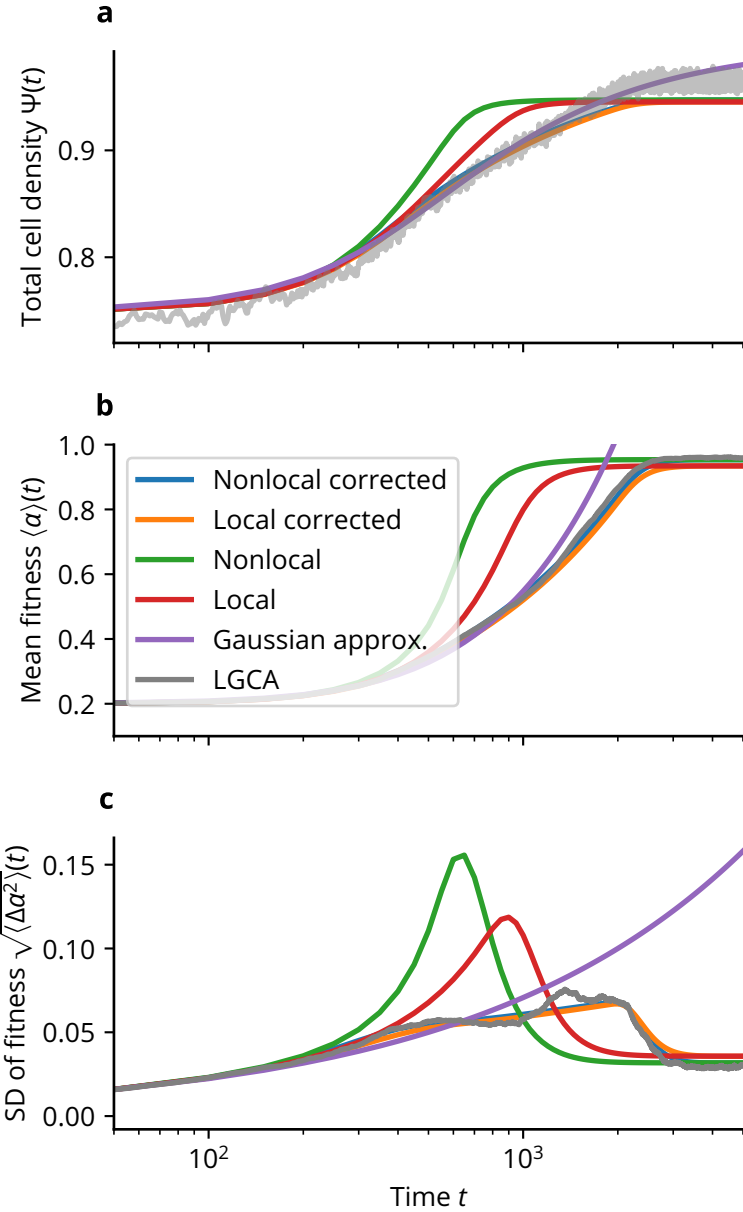 a
Total cell density Ψ(t)
0.9
0.8
b
Mean fitness ⟨α⟩(t)
1.0
0.8
0.6
0.4
0.2
Nonlocal corrected
Local corrected
Nonlocal
Local
Gaussian approx.
LGCA
c
SD of fitness √⟨Δα²⟩(t)
0.15
0.10
0.05
0.00
10² 10³
Time t